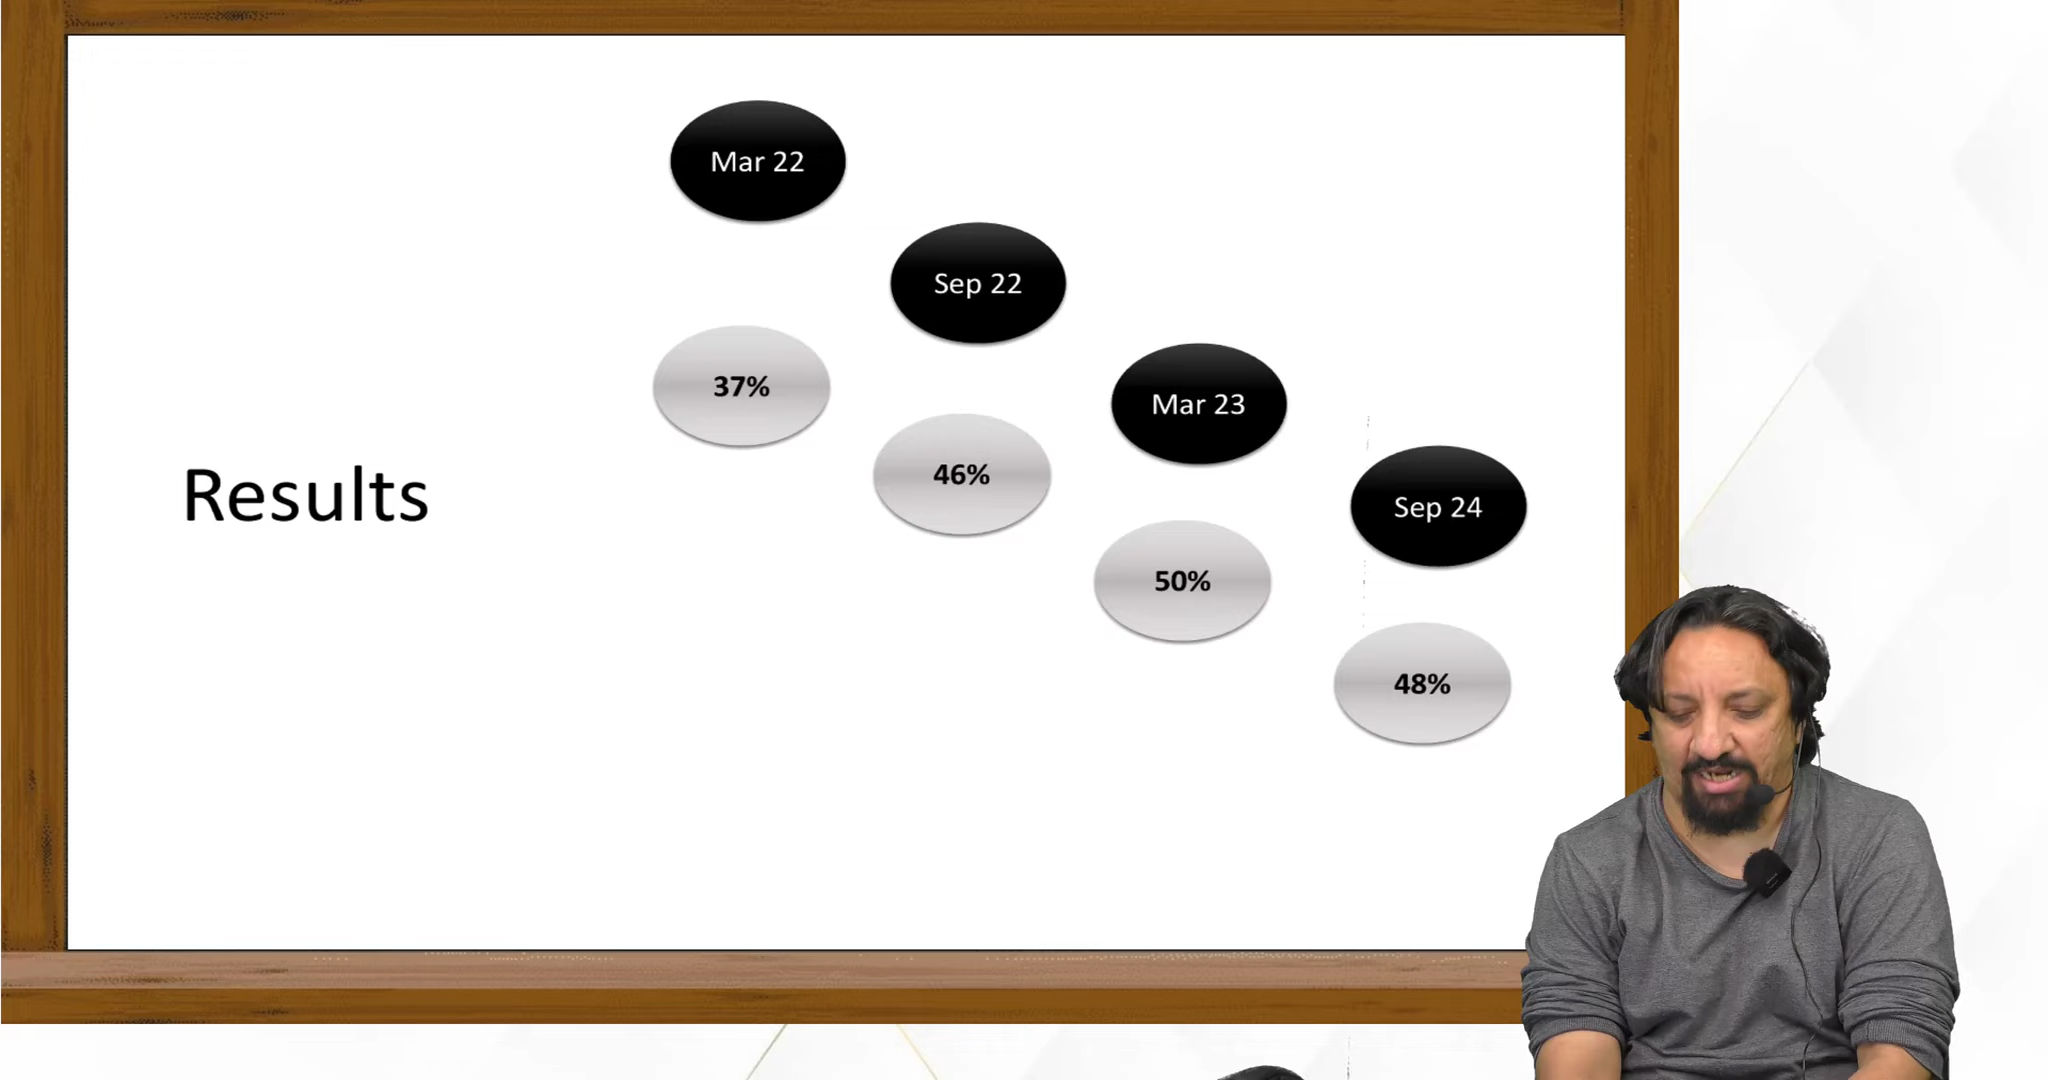 Results
Mar 22
37%
Sep 22
46%
Mar 23
50%
Sep 24
48%